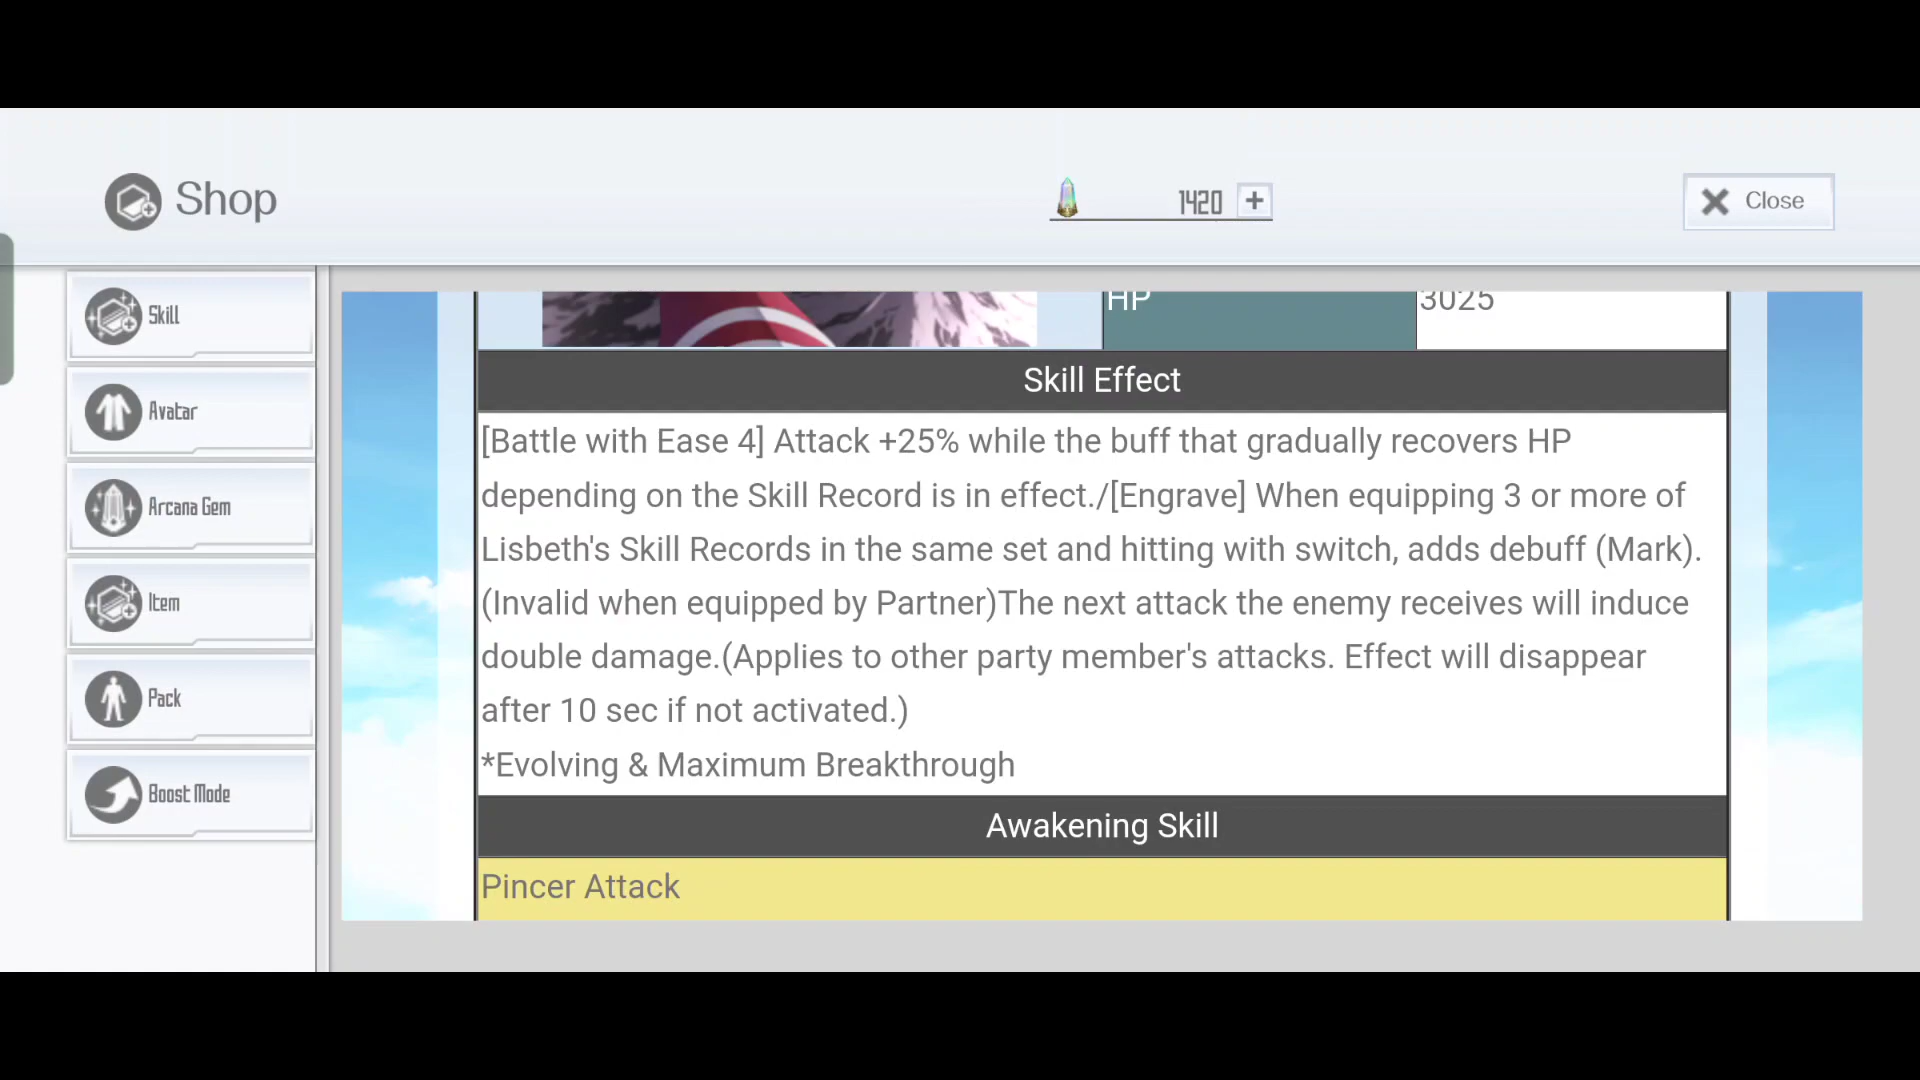 Shop
1420
+
Close
Skill
Avatar
Arcana Gem
Item
Pack
Boost Mode
HP 3025
Skill Effect
[Battle with Ease 4] Attack +25% while the buff that gradually recovers HP
depending on the Skill Record is in effect./[Engrave] When equipping 3 or more of
Lisbeth's Skill Records in the same set and hitting with switch, adds debuff (Mark).
(Invalid when equipped by Partner)The next attack the enemy receives will induce
double damage.(Applies to other party member's attacks. Effect will disappear
after 10 sec if not activated.)
*Evolving & Maximum Breakthrough
Awakening Skill
Pincer Attack